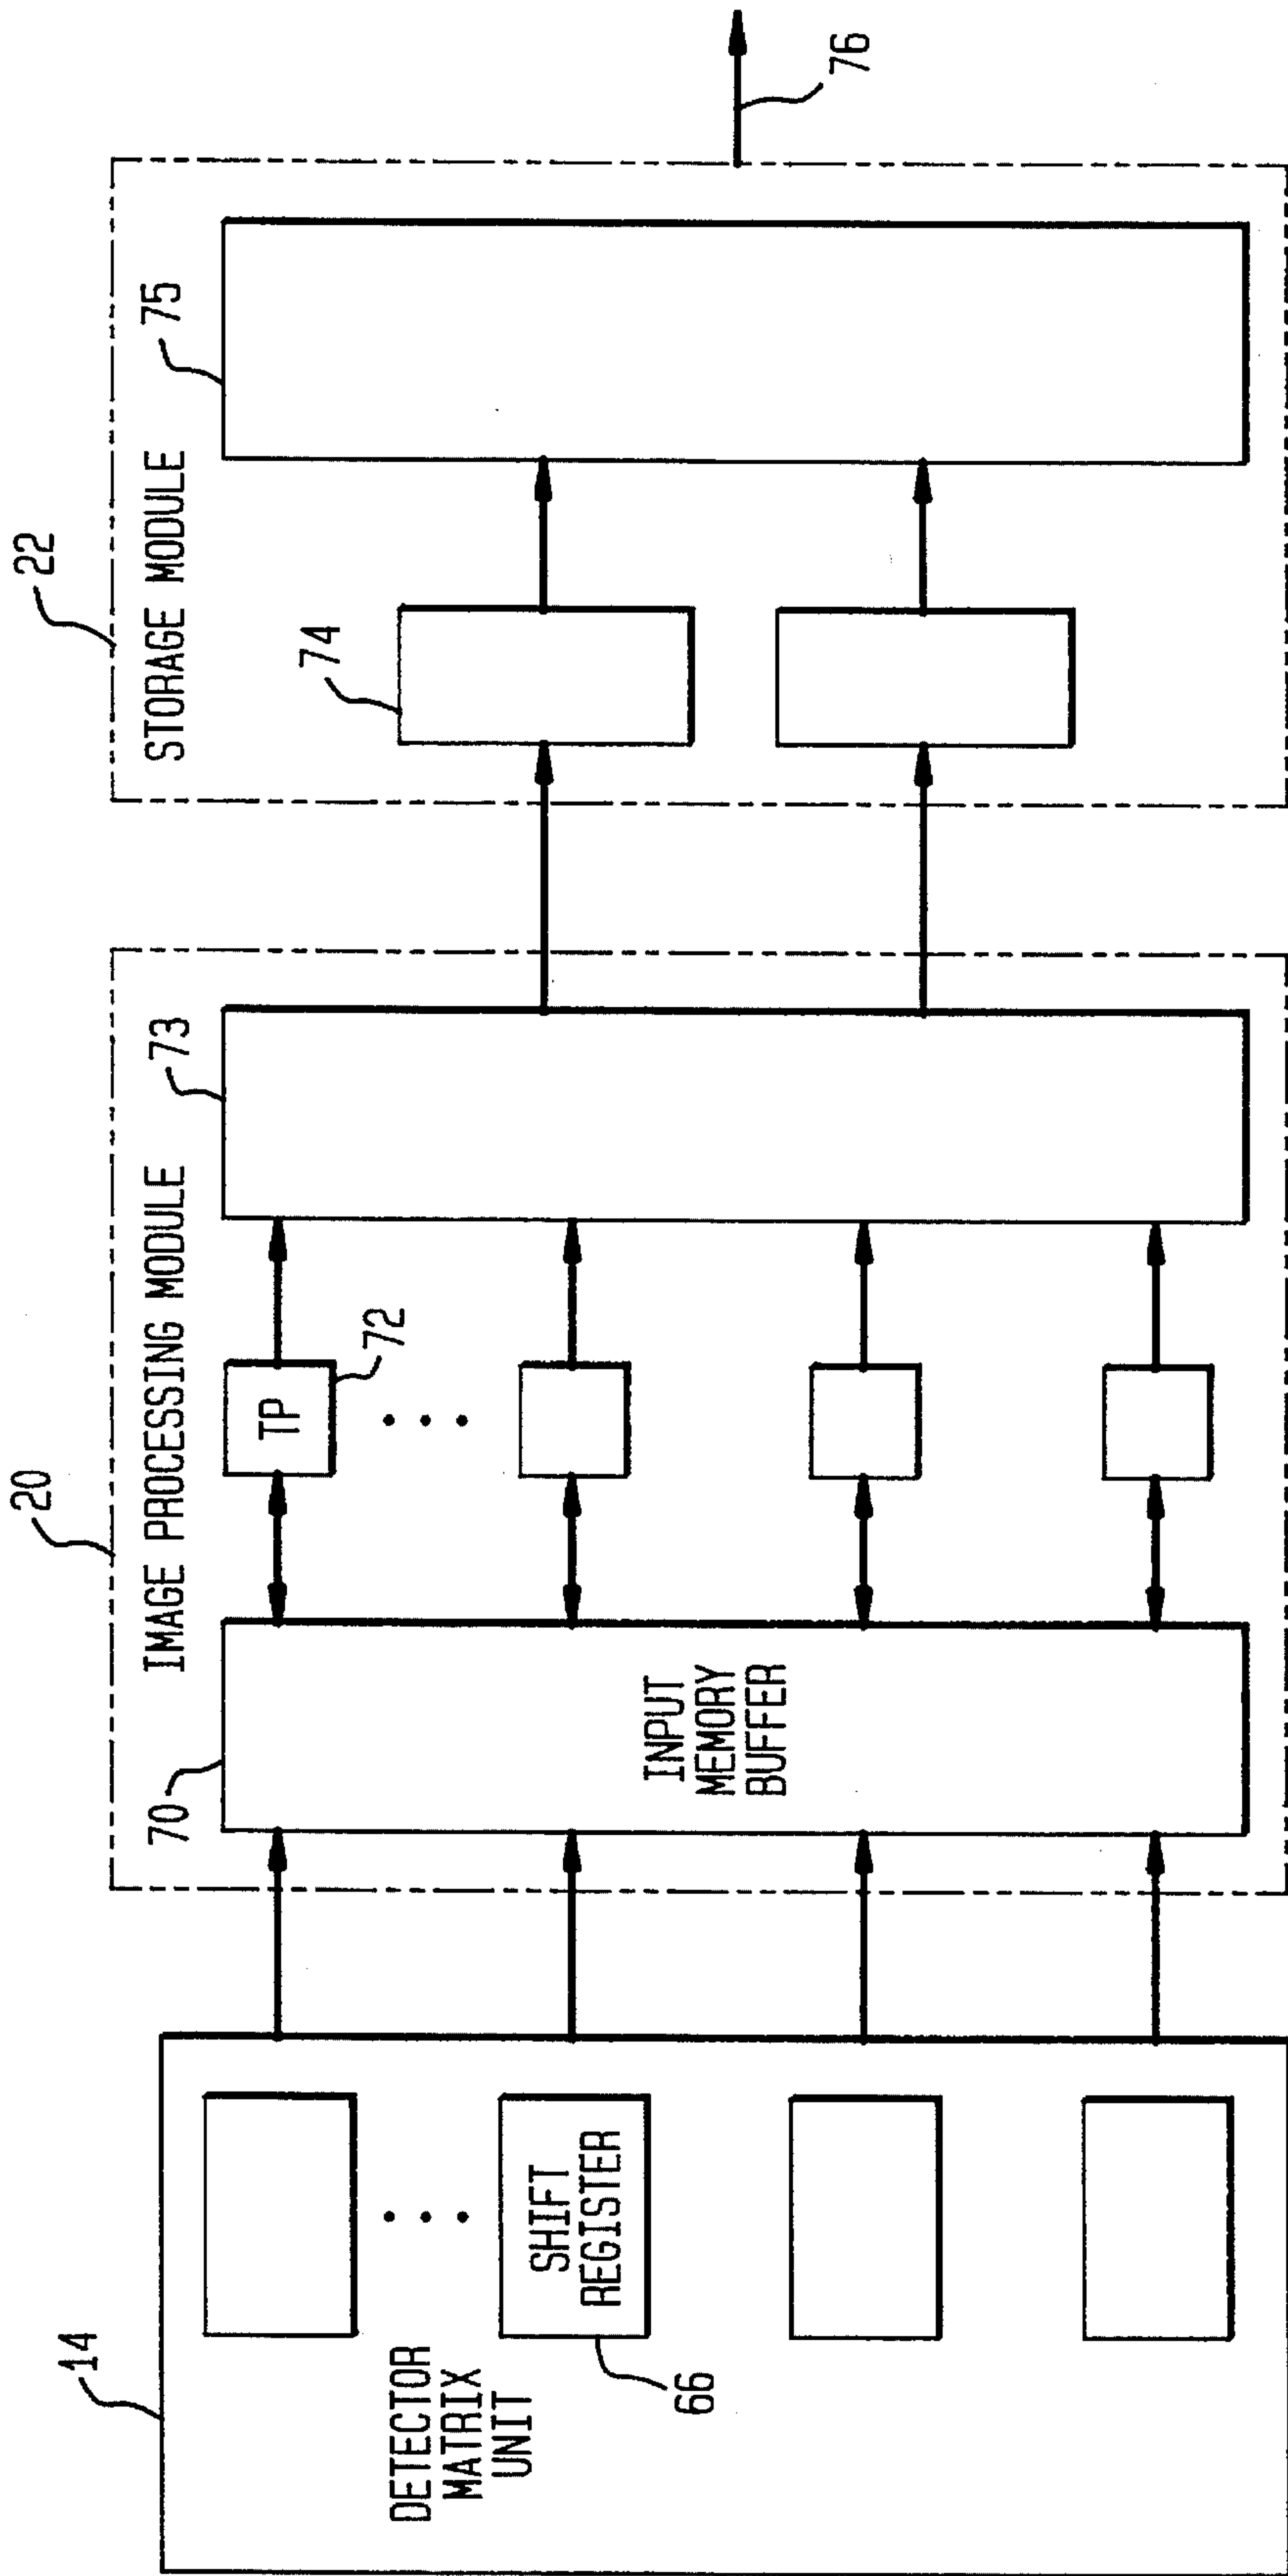 14
DETECTOR
MATRIX
UNIT
SHIFT
REGISTER
66
20
IMAGE PROCESSING MODULE
70
INPUT
MEMORY
BUFFER
TP
72
73
22
STORAGE MODULE
74
75
76